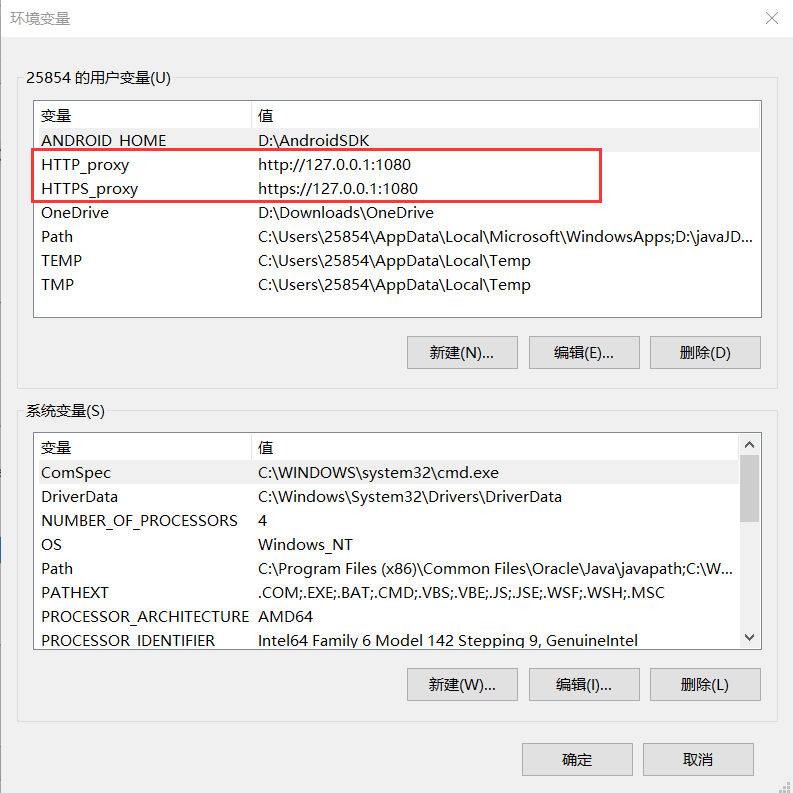 环境变量
25854 的用户变量(U)
变量 值
ANDROID_HOME D:\AndroidSDK
HTTP_proxy http://127.0.0.1:1080
HTTPS_proxy https://127.0.0.1:1080
OneDrive D:\Downloads\OneDrive
Path C:\Users\25854\AppData\Local\Microsoft\WindowsApps;D:\javaJD...
TEMP C:\Users\25854\AppData\Local\Temp
TMP C:\Users\25854\AppData\Local\Temp
新建(N)... 编辑(E)... 删除(D)
系统变量(S)
变量 值
ComSpec C:\WINDOWS\system32\cmd.exe
DriverData C:\Windows\System32\Drivers\DriverData
NUMBER_OF_PROCESSORS 4
OS Windows_NT
Path C:\Program Files (x86)\Common Files\Oracle\Java\javapath;C:\W...
PATHEXT .COM;.EXE;.BAT;.CMD;.VBS;.VBE;.JS;.JSE;.WSF;.WSH;.MSC
PROCESSOR_ARCHITECTURE AMD64
PROCESSOR_IDENTIFIER Intel64 Family 6 Model 142 Stepping 9, GenuineIntel
新建(W)... 编辑(I)... 删除(L)
确定 取消